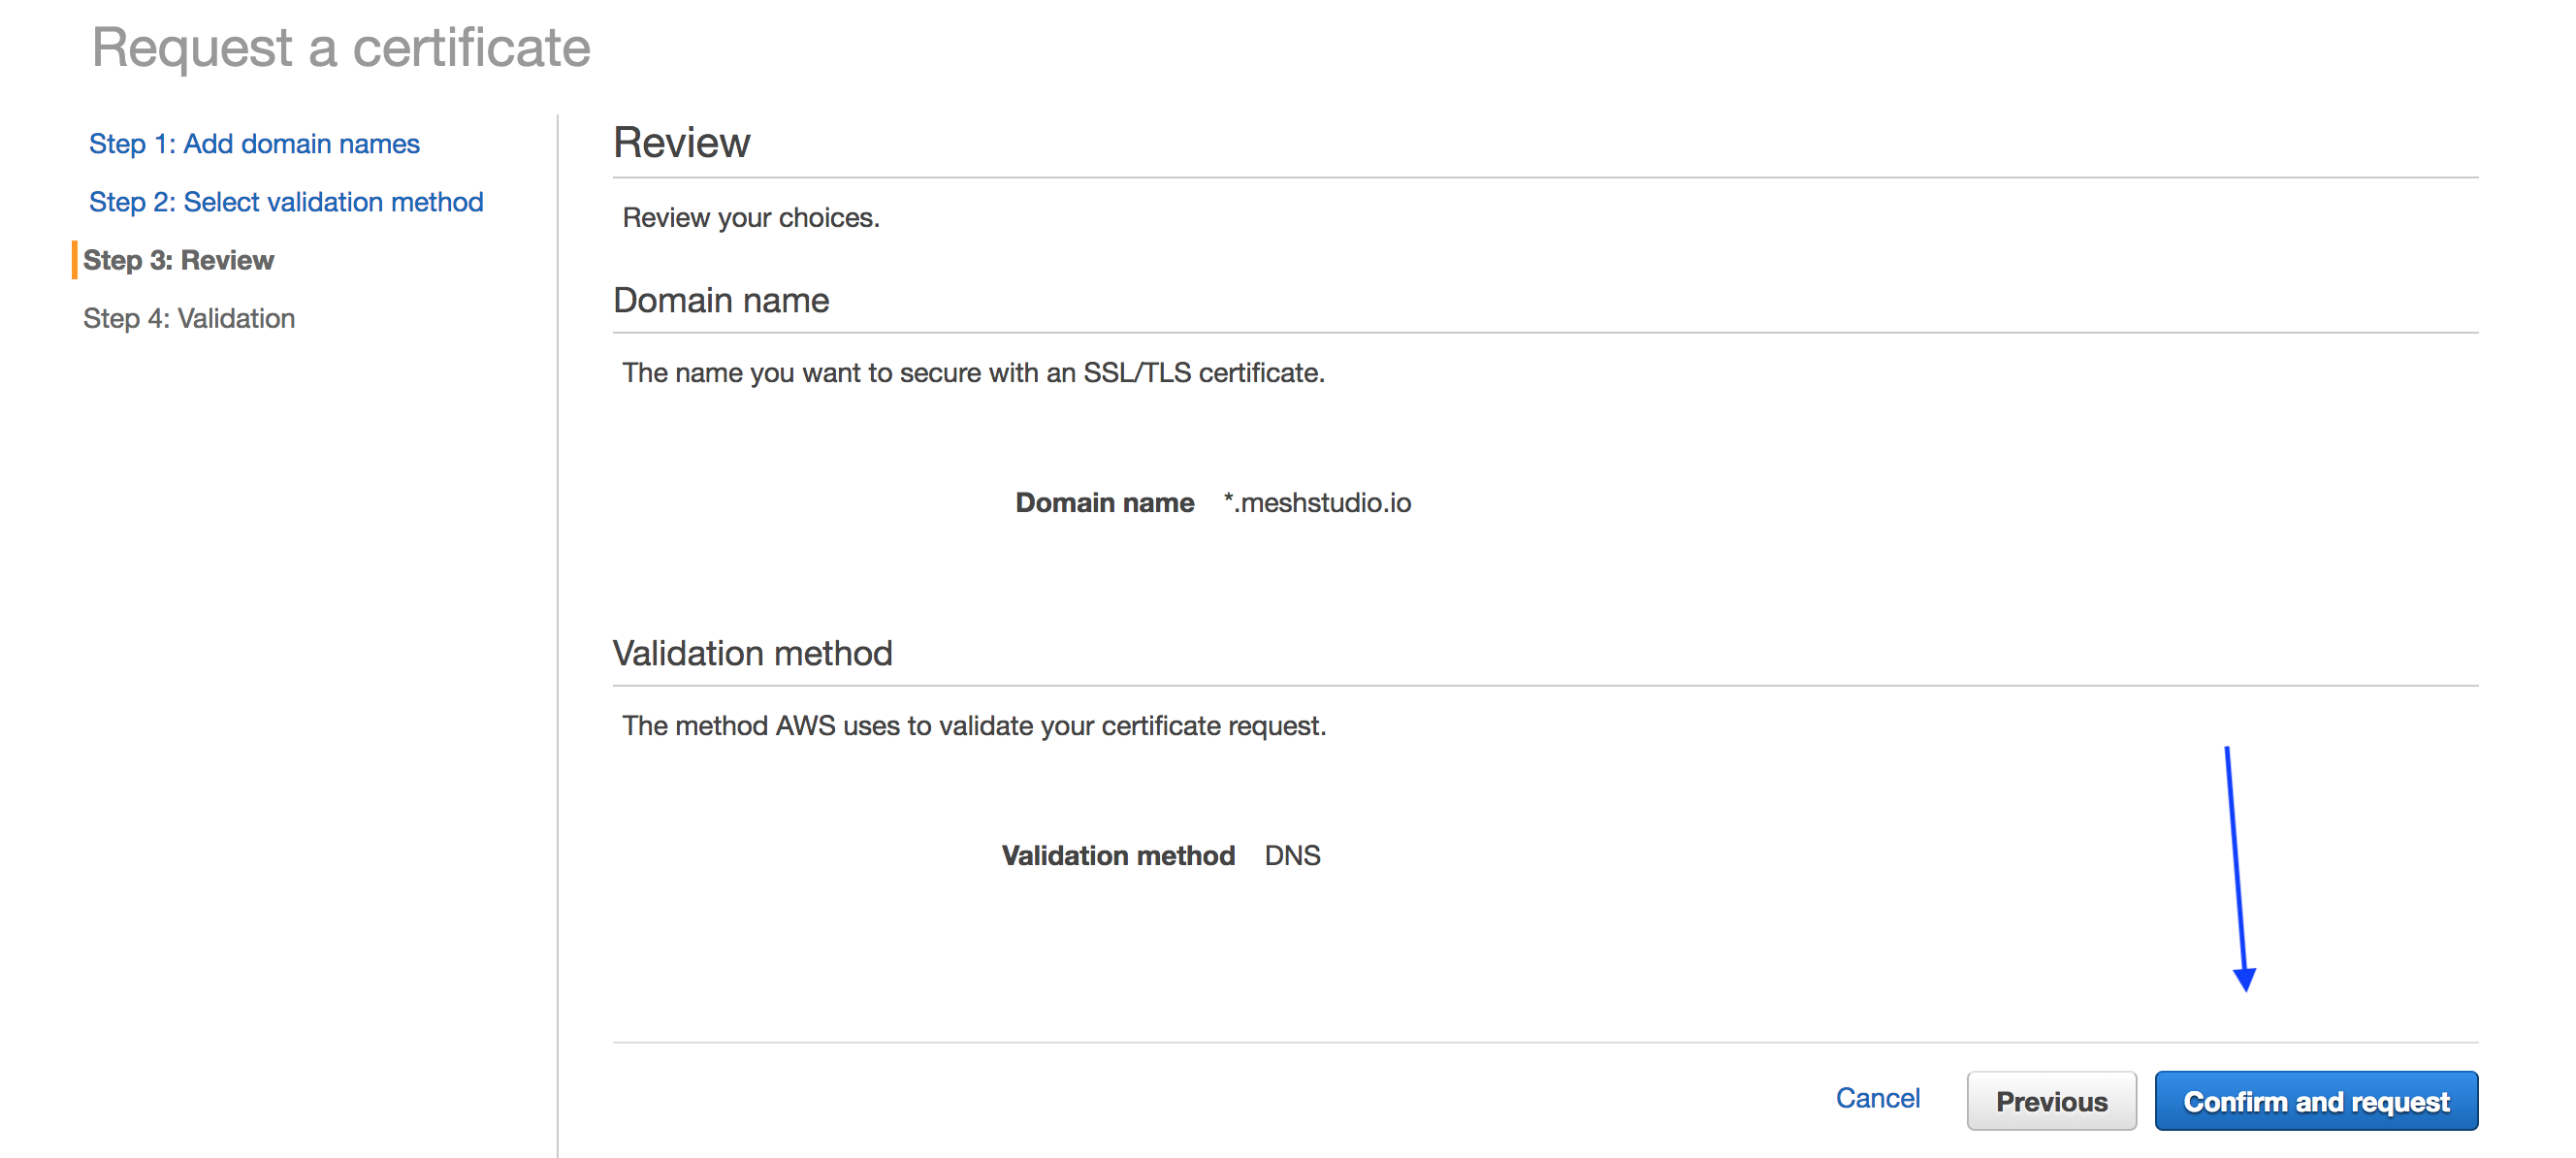 Request a certificate
Step 1: Add domain names
Step 2: Select validation method
Step 3: Review
Step 4: Validation
Review
Review your choices.
Domain name
The name you want to secure with an SSL/TLS certificate.
Domain name *.meshstudio.io
Validation method
The method AWS uses to validate your certificate request.
Validation method DNS
Cancel Previous Confirm and request